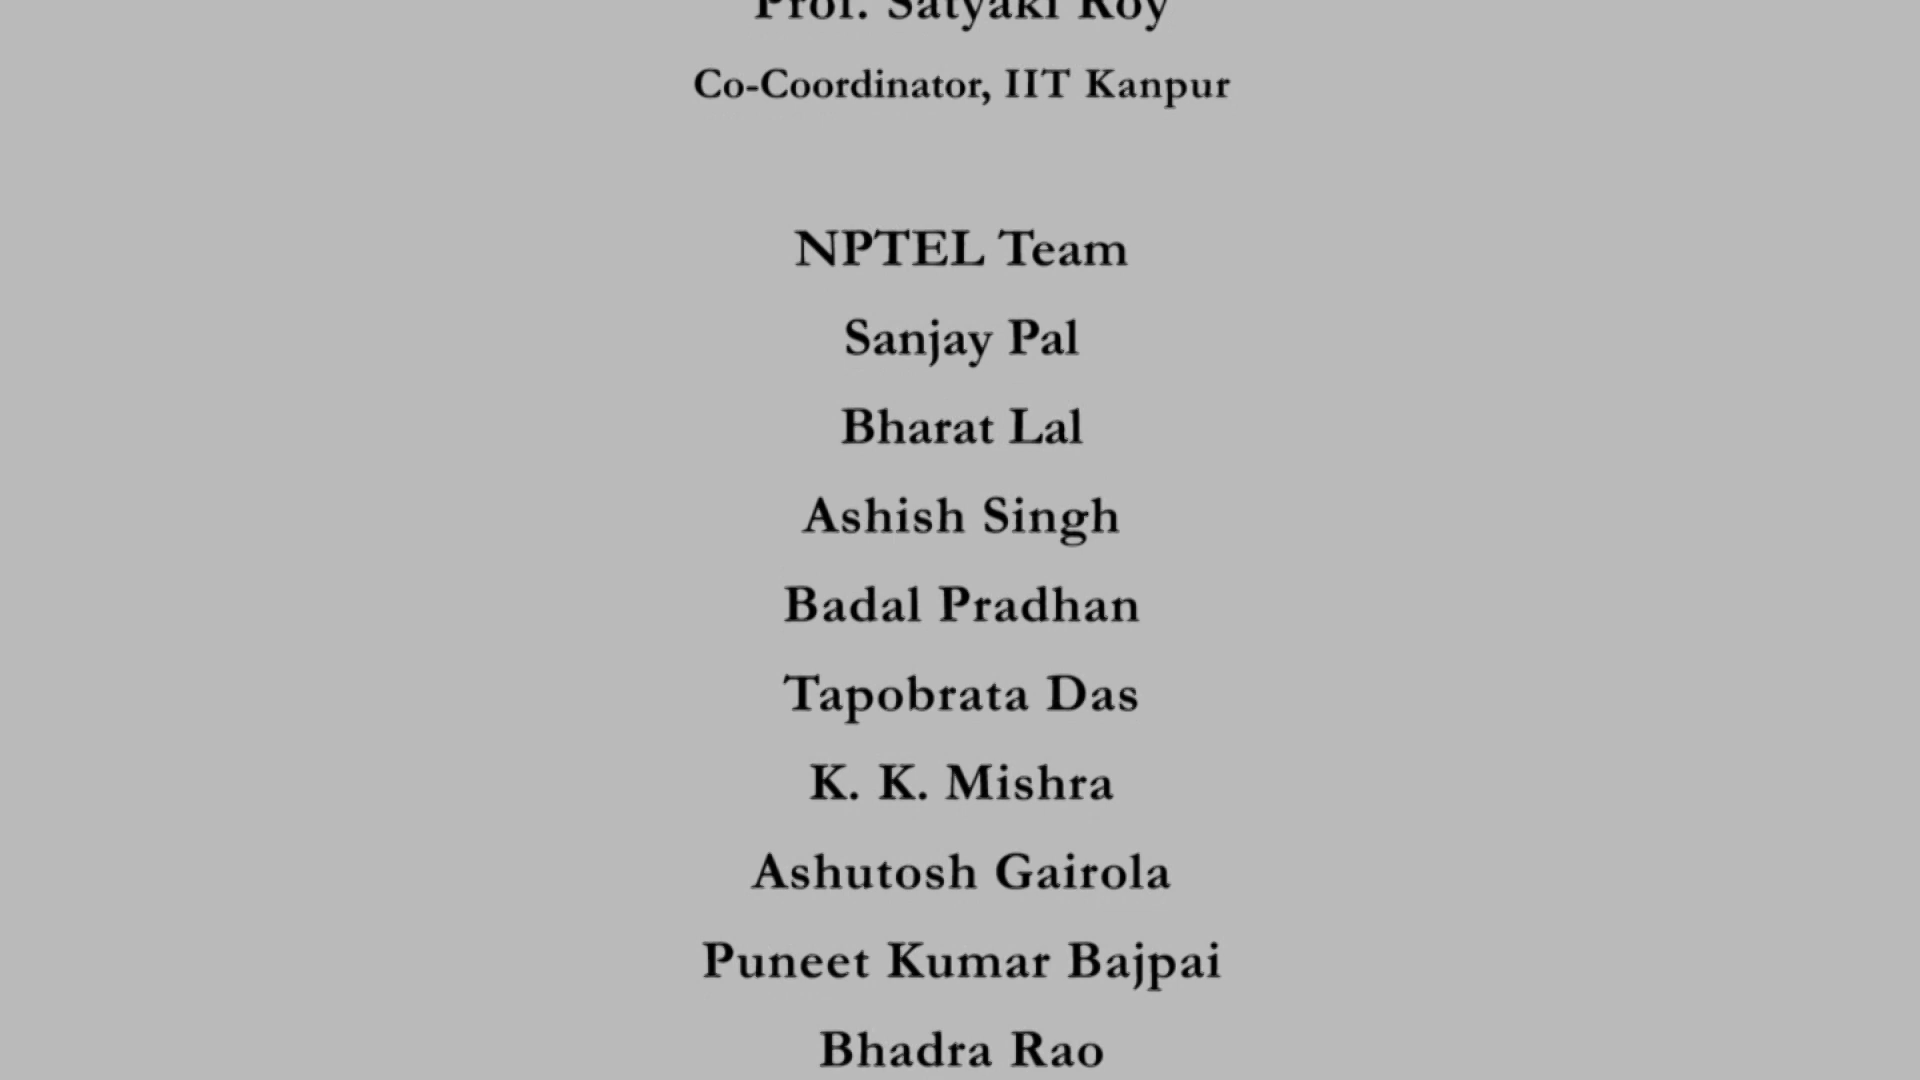 Prof. Satyaki Roy
Co-Coordinator, IIT Kanpur
NPTEL Team
Sanjay Pal
Bharat Lal
Ashish Singh
Badal Pradhan
Tapobrata Das
K. K. Mishra
Ashutosh Gairola
Puneet Kumar Bajpai
Bhadra Rao